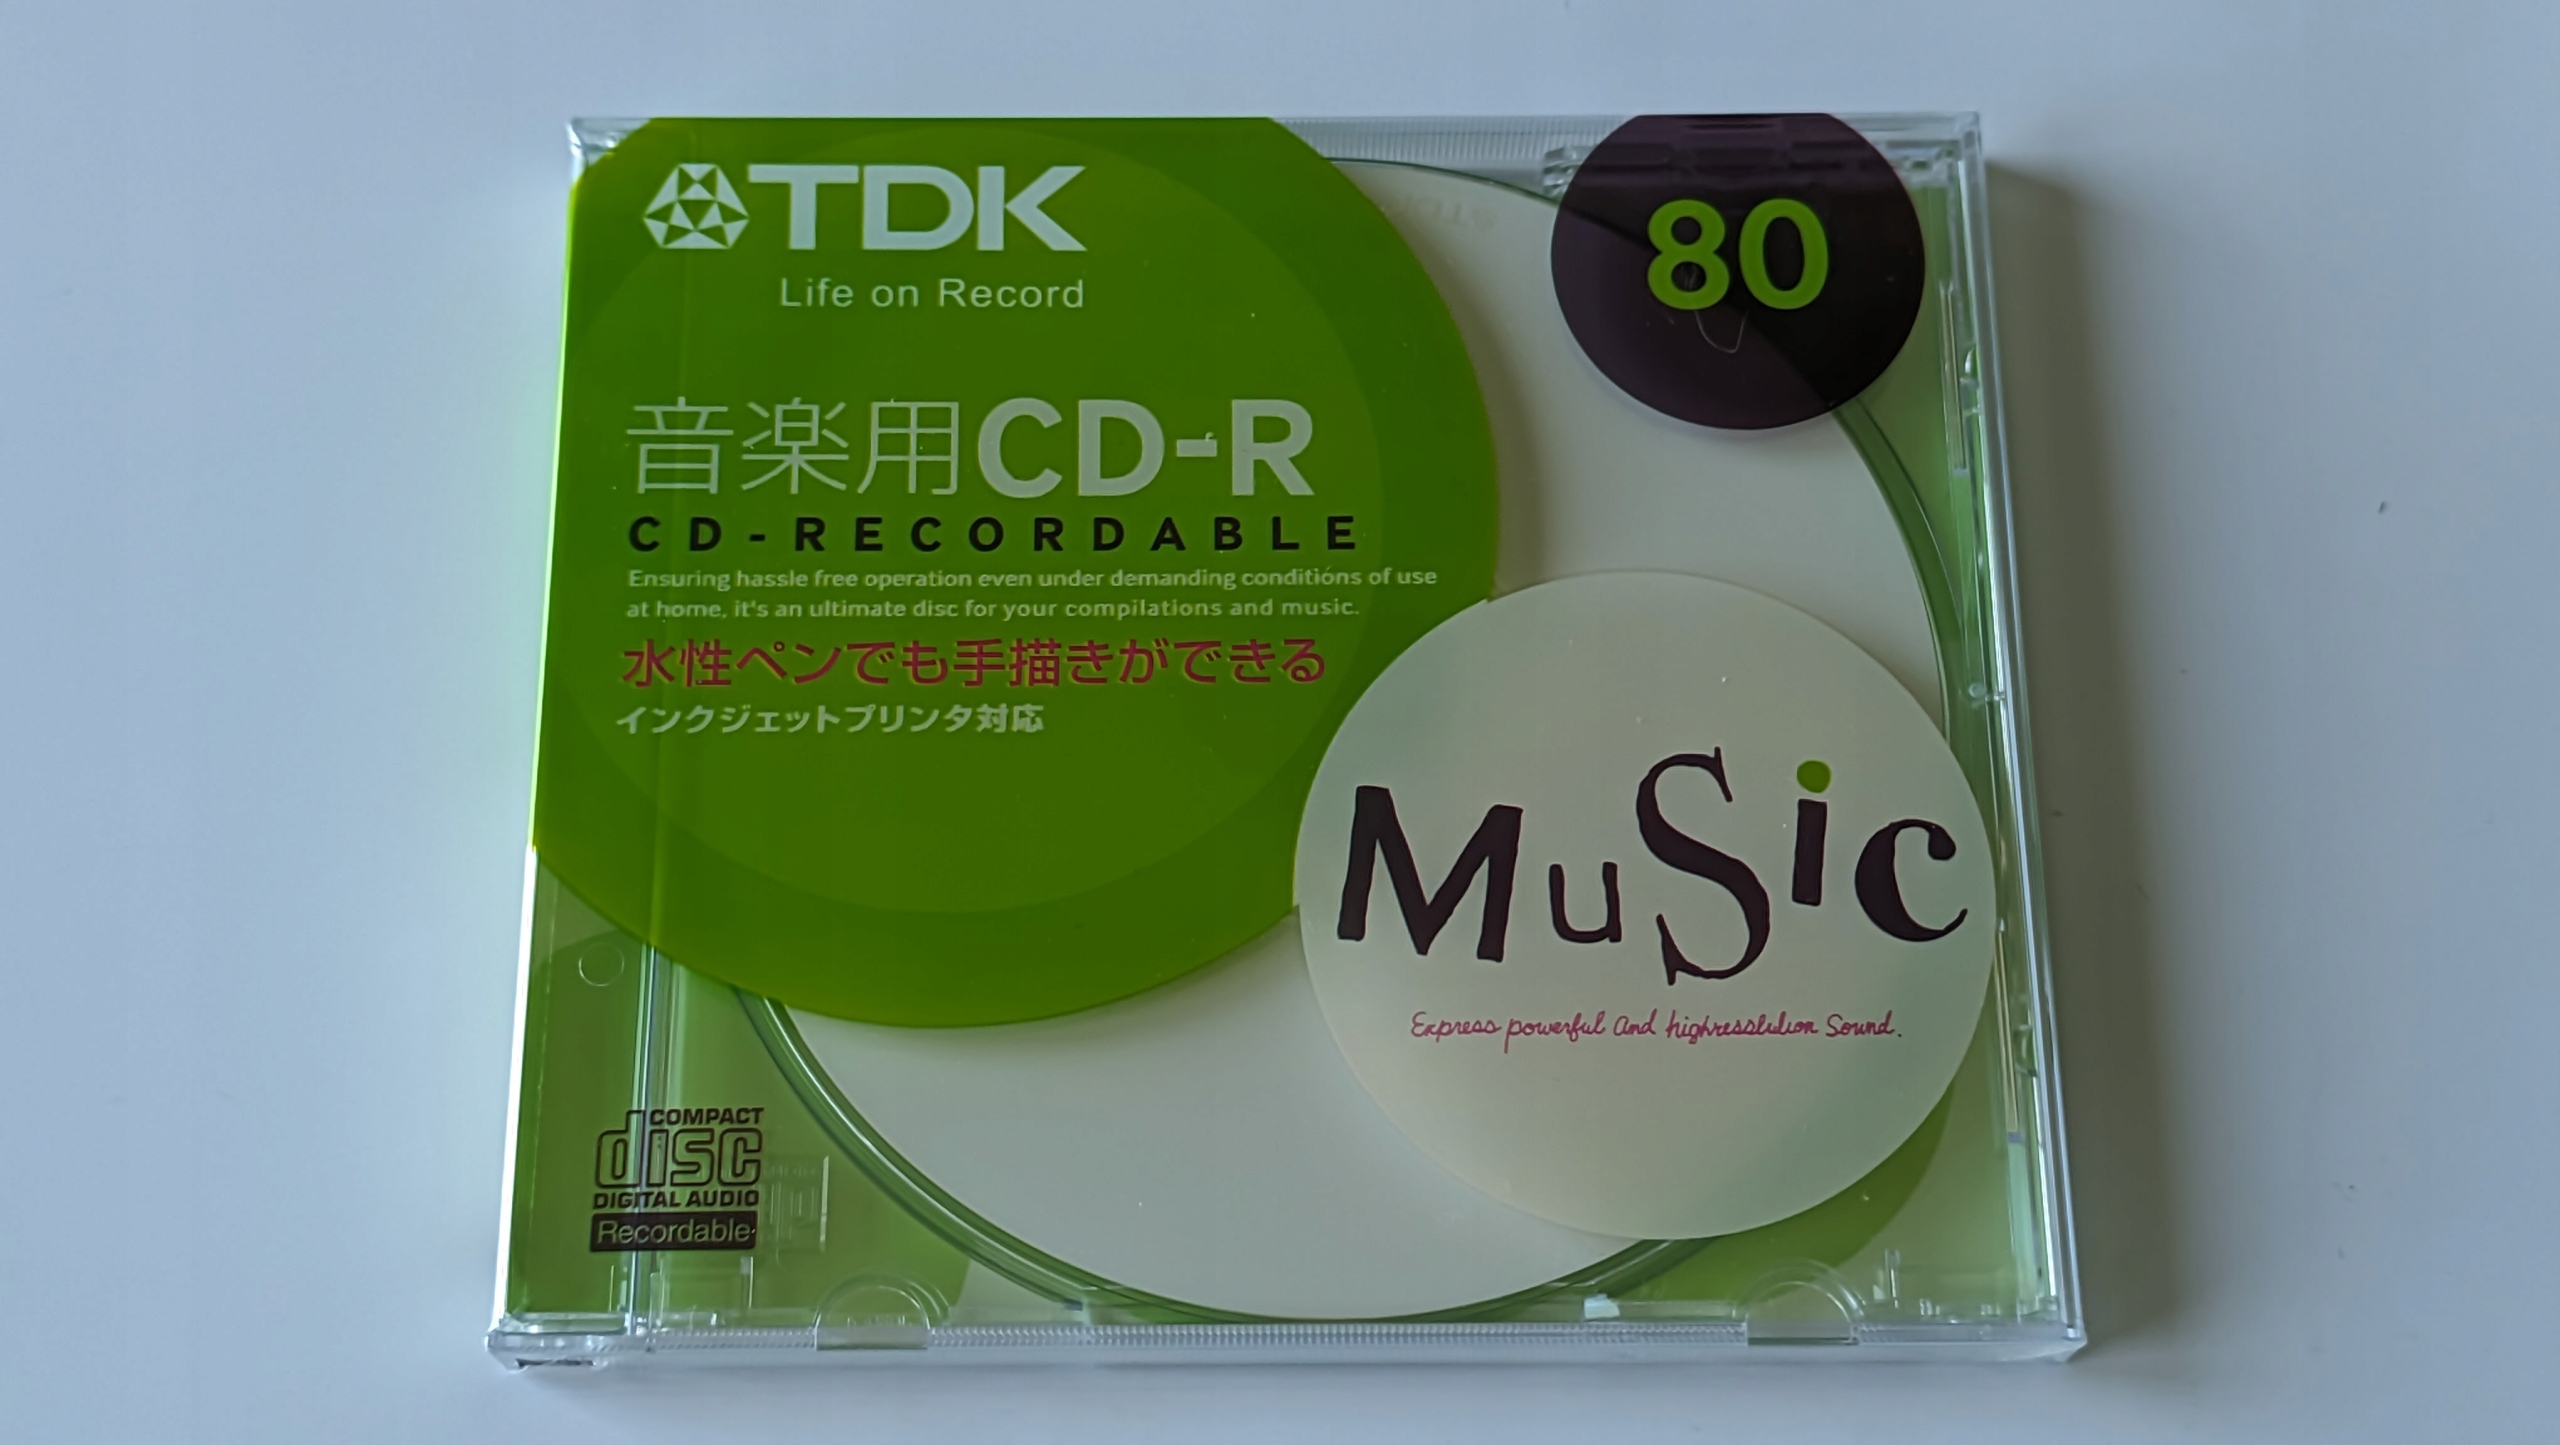 TDK
Life on Record
80
音楽用CD-R
CD-RECORDABLE
Ensuring hassle free operation even under demanding conditions of use
at home, it's an ultimate disc for your compilations and music.
水性ペンでも手描きができる
インクジェットプリンタ対応
MuSic
Express powerful and highresolution Sound.
COMPACT
disc
DIGITAL AUDIO
Recordable